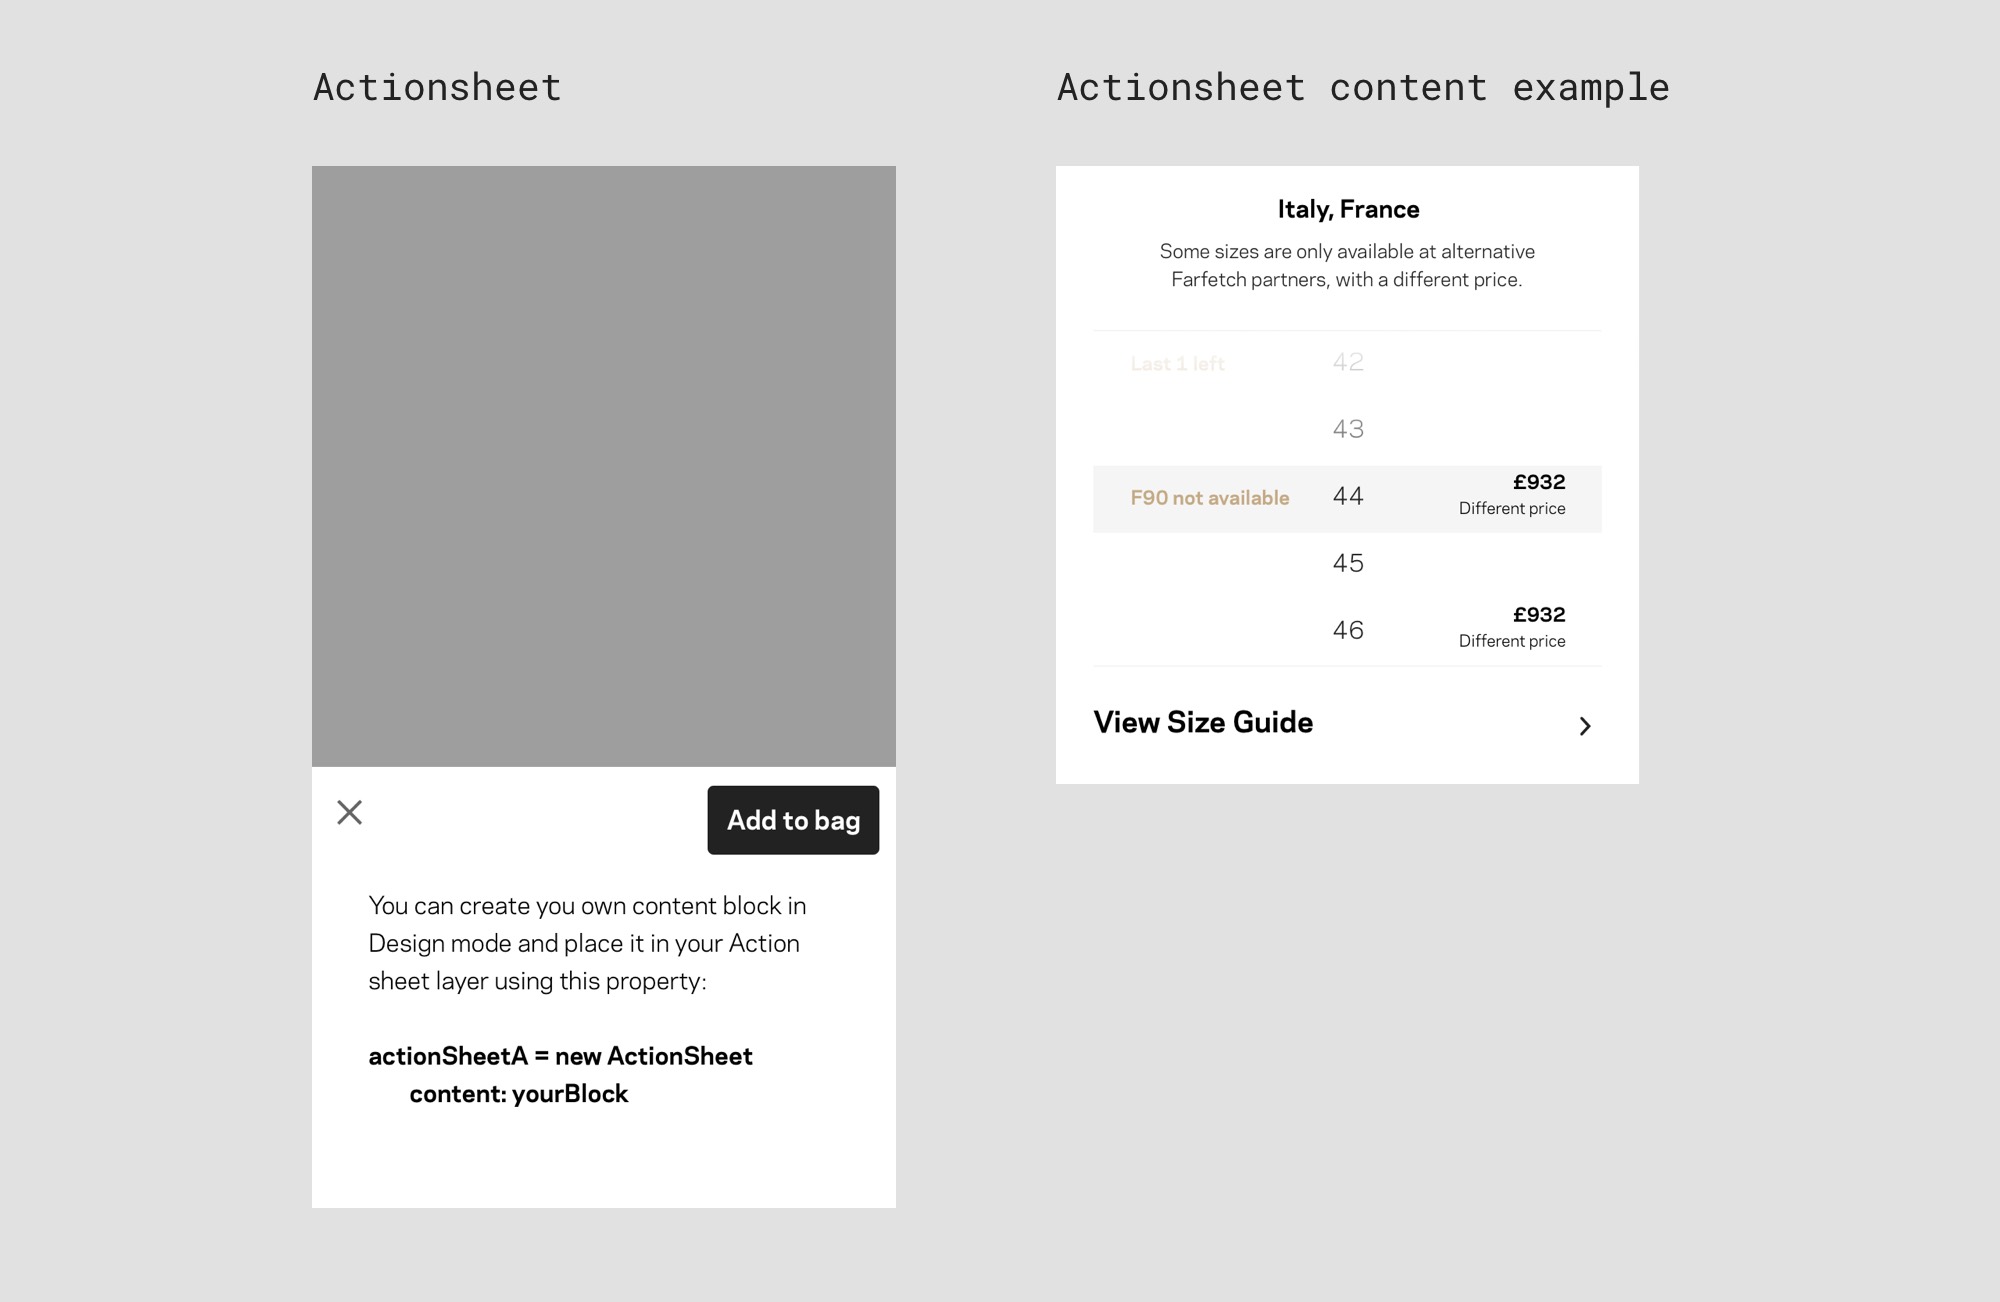 Actionsheet
Add to bag
You can create you own content block in
Design mode and place it in your Action
sheet layer using this property:
actionSheetA = new ActionSheet
content: yourBlock
Actionsheet content example
Italy, France
Some sizes are only available at alternative
Farfetch partners, with a different price.
Last 1 left 42
43
F90 not available 44 £932
Different price
45
46 £932
Different price
View Size Guide